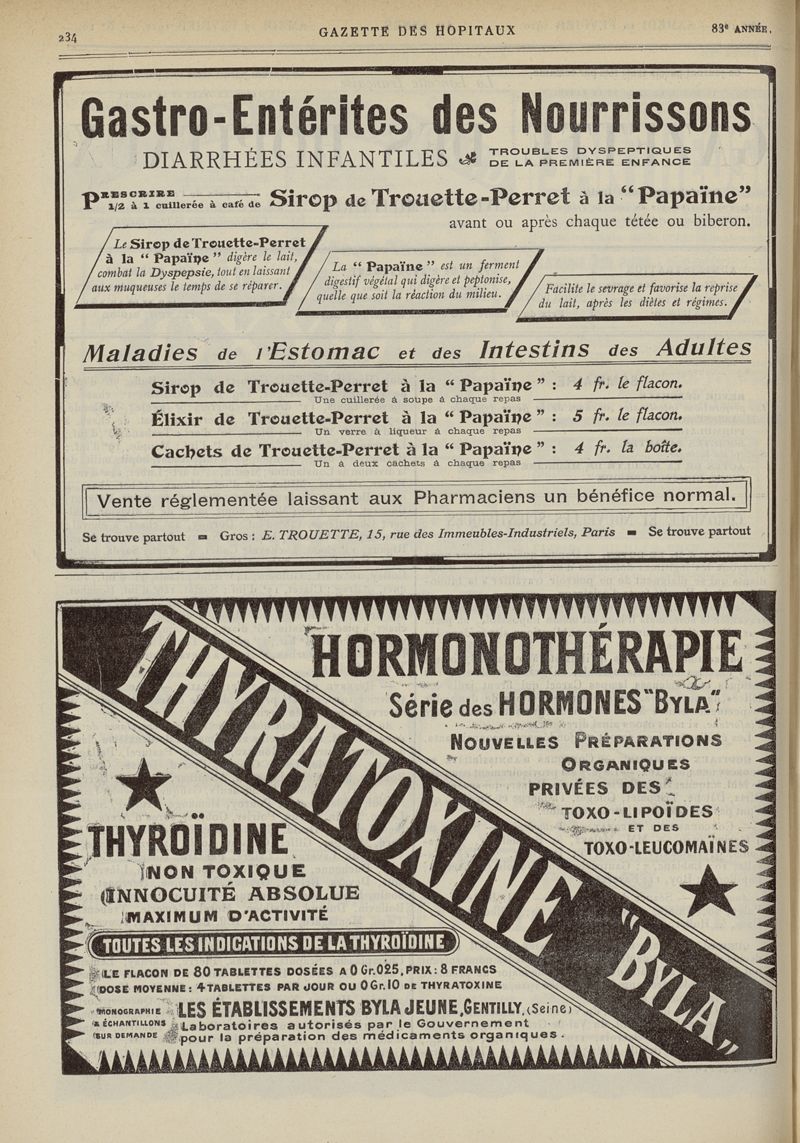 234
GAZETTE DES HOPITAUX
83e ANNÉE.
Gastro-Entérites des Nourrissons
DIARRHÉES INFANTILES
TROUBLES DYSPEPTIQUES
DE LA PREMIÈRE ENFANCE
PRESCRIRE
1/2 à 1 cuillerée à café de
Sirop de Trouette-Perret à la “Papaïne”
avant ou après chaque tétée ou biberon.
Le Sirop de Trouette-Perret
à la “ Papaïne ” digère le lait,
combat la Dyspepsie, tout en laissant
aux muqueuses le temps de se réparer.
La “ Papaïne ” est un ferment
digestif végétal qui digère et peptonise,
quelle que soit la réaction du milieu.
Facilite le sevrage et favorise la reprise
du lait, après les diètes et régimes.
Maladies de l'Estomac et des Intestins des Adultes
Sirop de Trouette-Perret à la “ Papaïne ” : 4 fr. le flacon.
Une cuillerée à soupe à chaque repas
Élixir de Trouette-Perret à la “ Papaïne ” : 5 fr. le flacon.
Un verre à liqueur à chaque repas
Cachets de Trouette-Perret à la “ Papaïne ” : 4 fr. la boîte.
Un à deux cachets à chaque repas
Vente réglementée laissant aux Pharmaciens un bénéfice normal.
Se trouve partout Gros : E. TROUETTE, 15, rue des Immeubles-Industriels, Paris Se trouve partout
HORMONOTHÉRAPIE
Série des HORMONES "BYLA"
NOUVELLES PRÉPARATIONS
ORGANIQUES
PRIVÉES DES
TOXO-LIPOÏDES
ET DES
TOXO-LEUCOMAÏNES
THYRATOXINE "BYLA"
THYROÏDINE
NON TOXIQUE
INNOCUITÉ ABSOLUE
MAXIMUM D'ACTIVITÉ
TOUTES LES INDICATIONS DE LA THYROÏDINE
LE FLACON DE 80 TABLETTES DOSÉES A 0 Gr.025, PRIX : 8 FRANCS
DOSE MOYENNE : 4 TABLETTES PAR JOUR OU 0 Gr.10 DE THYRATOXINE
MONOGRAPHIE
& ÉCHANTILLONS
SUR DEMANDE
LES ÉTABLISSEMENTS BYLA JEUNE, GENTILLY, (Seine)
Laboratoires autorisés par le Gouvernement
pour la préparation des médicaments organiques.